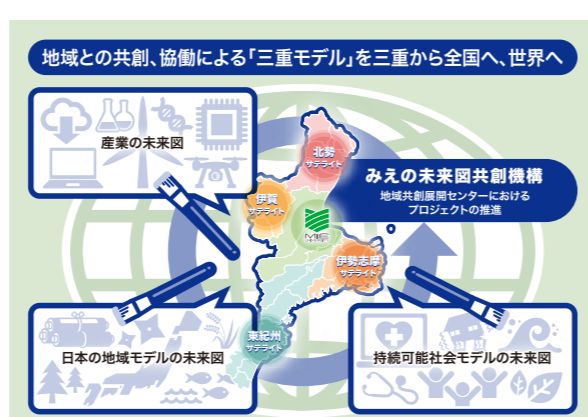 地域との共創、協働による「三重モデル」を三重から全国へ、世界へ
産業の未来図
北勢
サテライト
みえの未来図共創機構
地域共創展開センターにおける
プロジェクトの推進
伊賀
サテライト
伊勢志摩
サテライト
東紀州
サテライト
日本の地域モデルの未来図
持続可能社会モデルの未来図